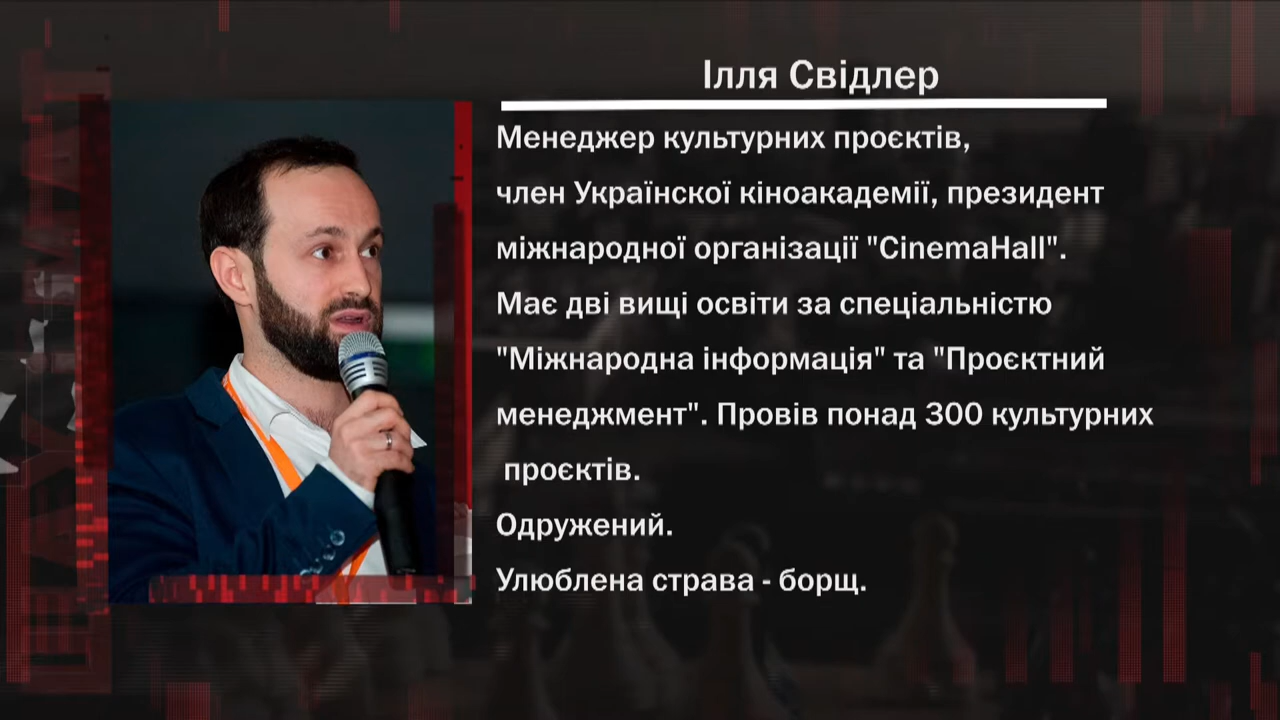 Ілля Свідлер
Менеджер культурних проєктів,
член Українскої кіноакадемії, президент
міжнародної організації "CinemaHall".
Має дві вищі освіти за спеціальністю
"Міжнародна інформація" та "Проєктний
менеджмент". Провів понад 300 культурних
проєктів.
Одружений.
Улюблена страва - борщ.